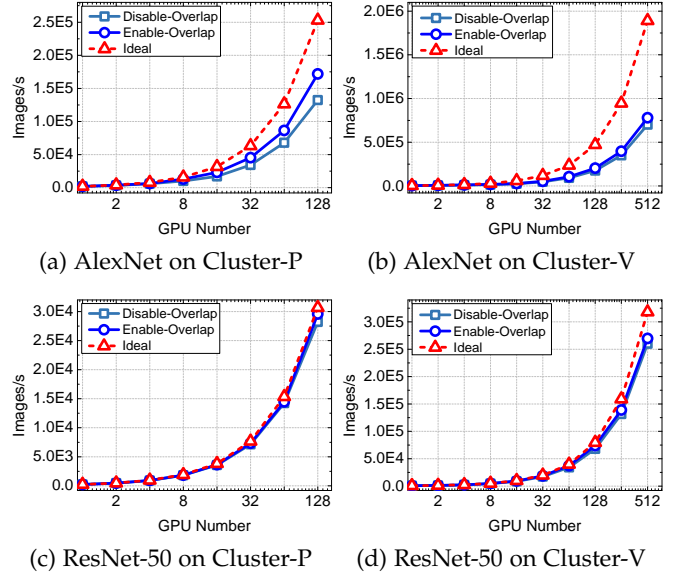 Disable-Overlap
Enable-Overlap
Ideal
Images/s
2.5E5
2.0E5
1.5E5
1.0E5
5.0E4
0.0
2 8 32 128
GPU Number
(a) AlexNet on Cluster-P
Disable-Overlap
Enable-Overlap
Ideal
Images/s
2.0E6
1.5E6
1.0E6
5.0E5
0.0
2 8 32 128 512
GPU Number
(b) AlexNet on Cluster-V
Disable-Overlap
Enable-Overlap
Ideal
Images/s
3.0E4
2.5E4
2.0E4
1.5E4
1.0E4
5.0E3
0.0
2 8 32 128
GPU Number
(c) ResNet-50 on Cluster-P
Disable-Overlap
Enable-Overlap
Ideal
Images/s
3.0E5
2.5E5
2.0E5
1.5E5
1.0E5
5.0E4
0.0
2 8 32 128 512
GPU Number
(d) ResNet-50 on Cluster-V